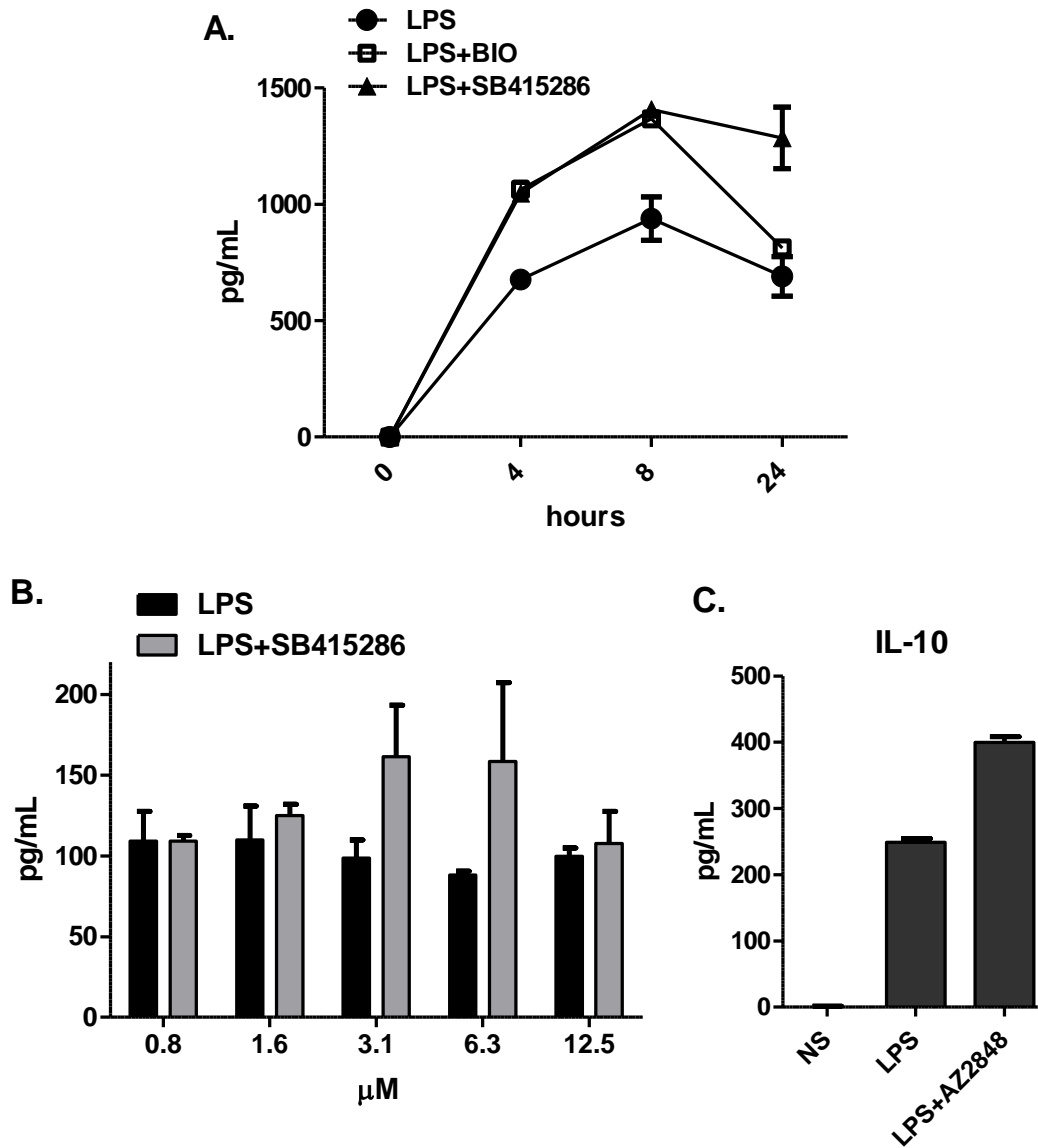 A.
LPS
LPS+BIO
LPS+SB415286
1500
1000
500
0
pg/mL
0 4 8 24
hours
B.
LPS
LPS+SB415286
200
150
100
50
0
pg/mL
0.8 1.6 3.1 6.3 12.5
μM
C.
IL-10
500
400
300
200
100
0
pg/mL
NS LPS LPS+AZ2848